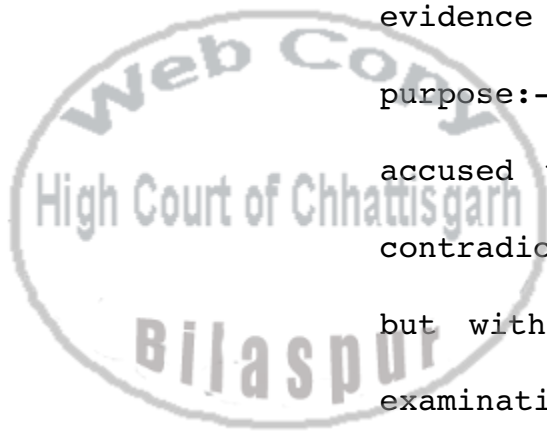 evidence
purpose:-
accused
contradic
but with
examinati
Web Copy
High Court of Chhattisgarh
Bilaspur